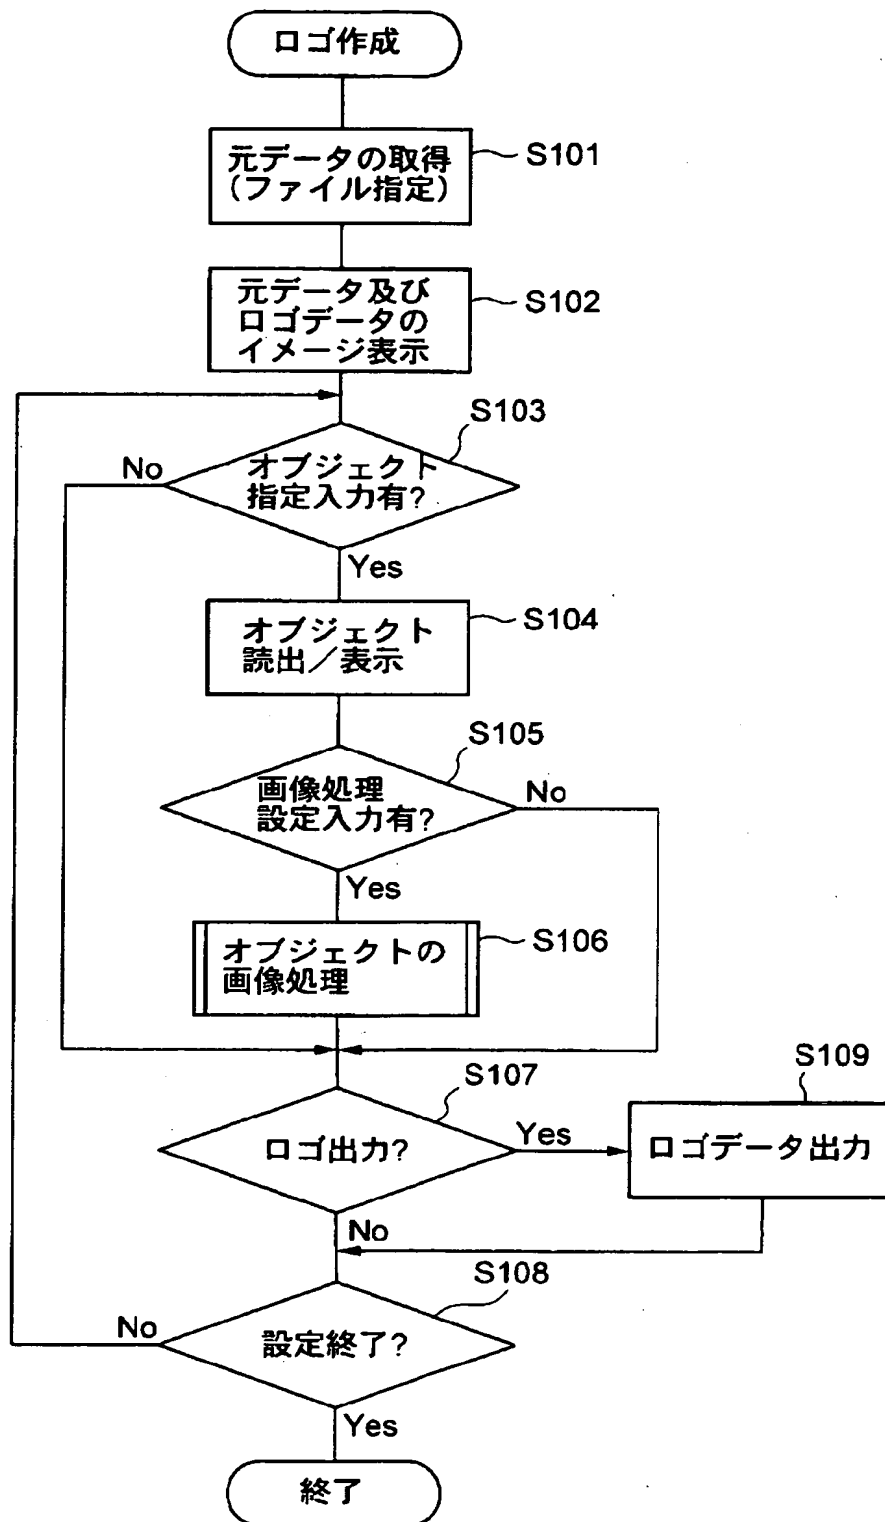 ロゴ作成
元データの取得
(ファイル指定)
S101
元データ及び
ロゴデータの
イメージ表示
S102
S103
No
オブジェクト
指定入力有?
Yes
オブジェクト
読出/表示
S104
S105
画像処理
設定入力有?
No
Yes
オブジェクトの
画像処理
S106
S107
S109
ロゴ出力?
Yes
ロゴデータ出力
No
S108
No
設定終了?
Yes
終了